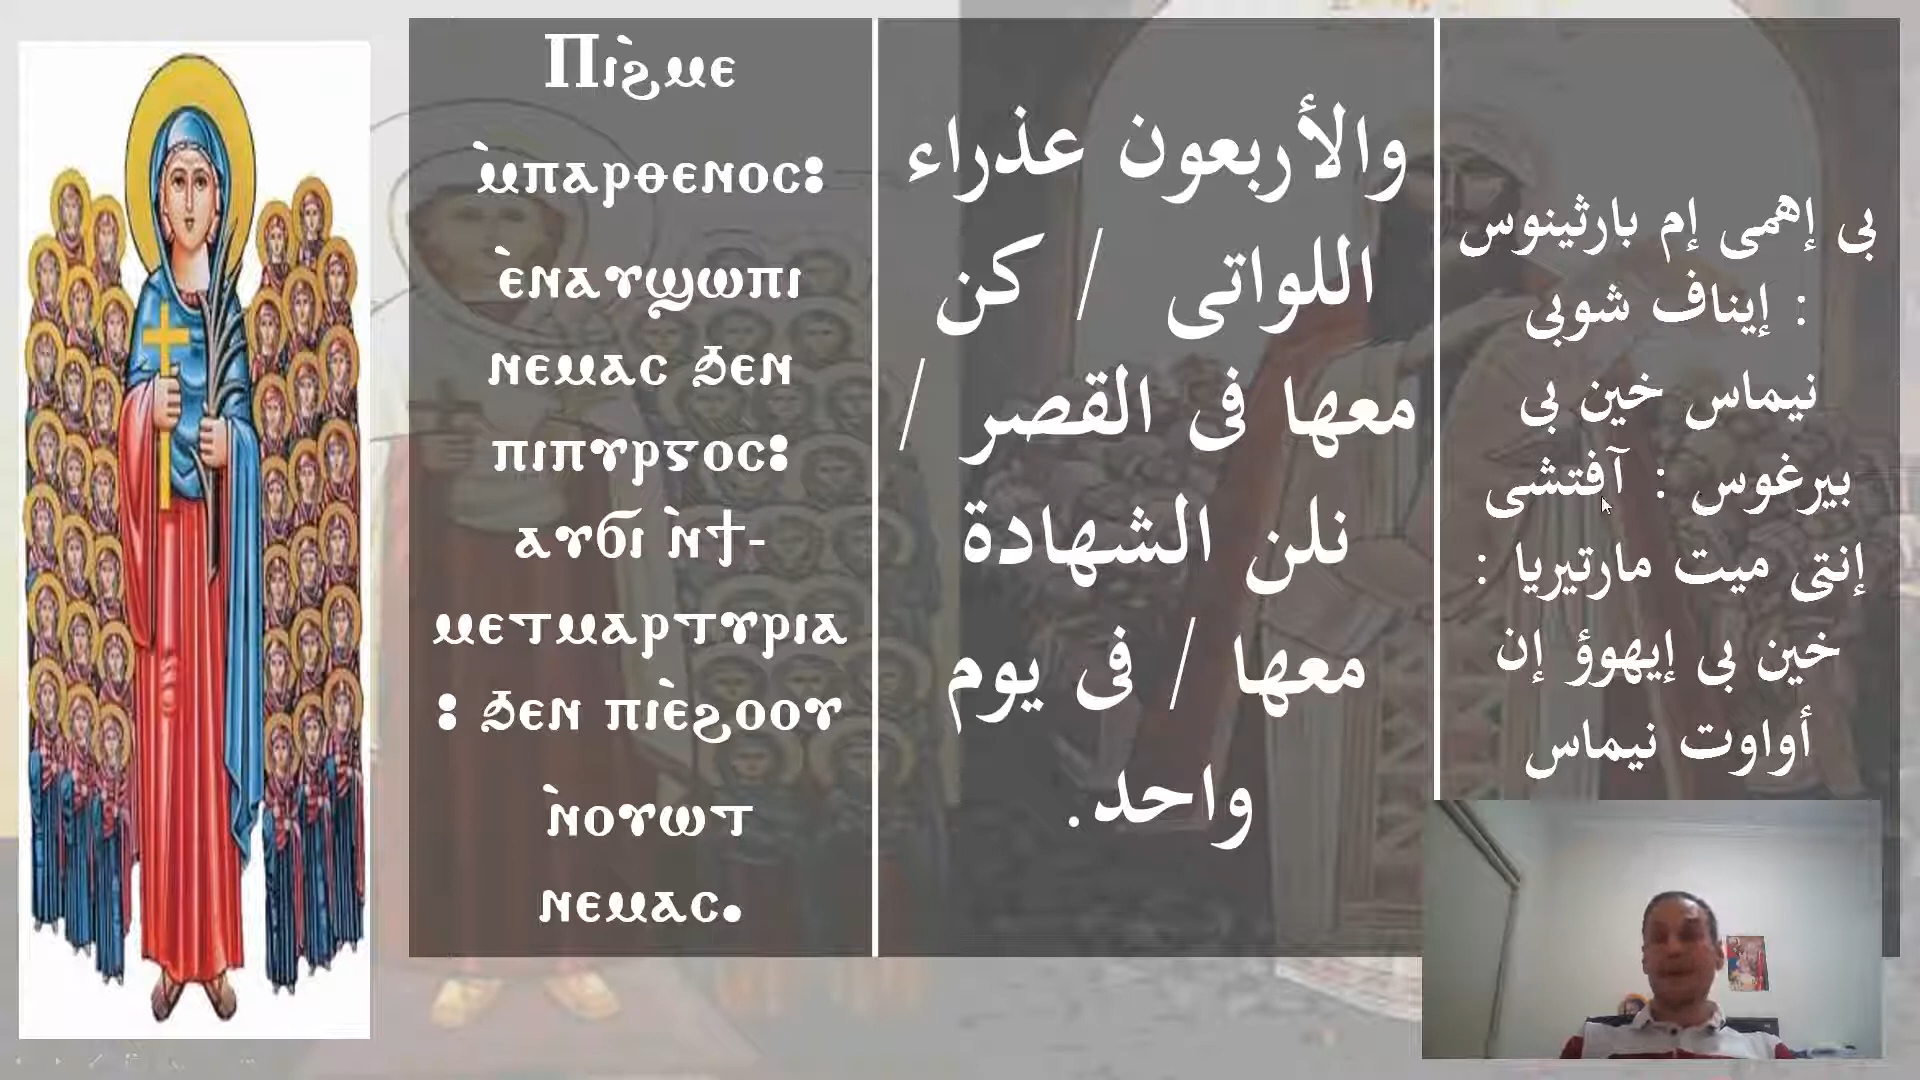 Ⲡⲓϩ̀ⲙⲉ
ⲙ̀ⲡⲁⲣⲑⲉⲛⲟⲥ:
ⲉ̀ⲛⲁⲩϣⲱⲡⲓ
ⲛⲉⲙⲁⲥ ϧⲉⲛ
ⲡⲓⲡⲩⲣⲅⲟⲥ:
ⲁⲩϭⲓ ⲛ̀ϯ-
ⲙⲉⲧⲙⲁⲣⲧⲩⲣⲓⲁ
: ϧⲉⲛ ⲡⲓⲉ̀ϩⲟⲟⲩ
ⲛ̀ⲟⲩⲱⲧ
ⲛⲉⲙⲁⲥ.
والأربعون عذراء
اللواتى / كن
معها فى القصر /
نلن الشهادة
معها / فى يوم
واحد.
بى إهمى إم بارثينوس
: إيناف شوبى
نيماس خين بى
بيرغوس : آفتشى
إنتى ميت مارتيريا :
خين بى إيهوؤ إن
أواوت نيماس